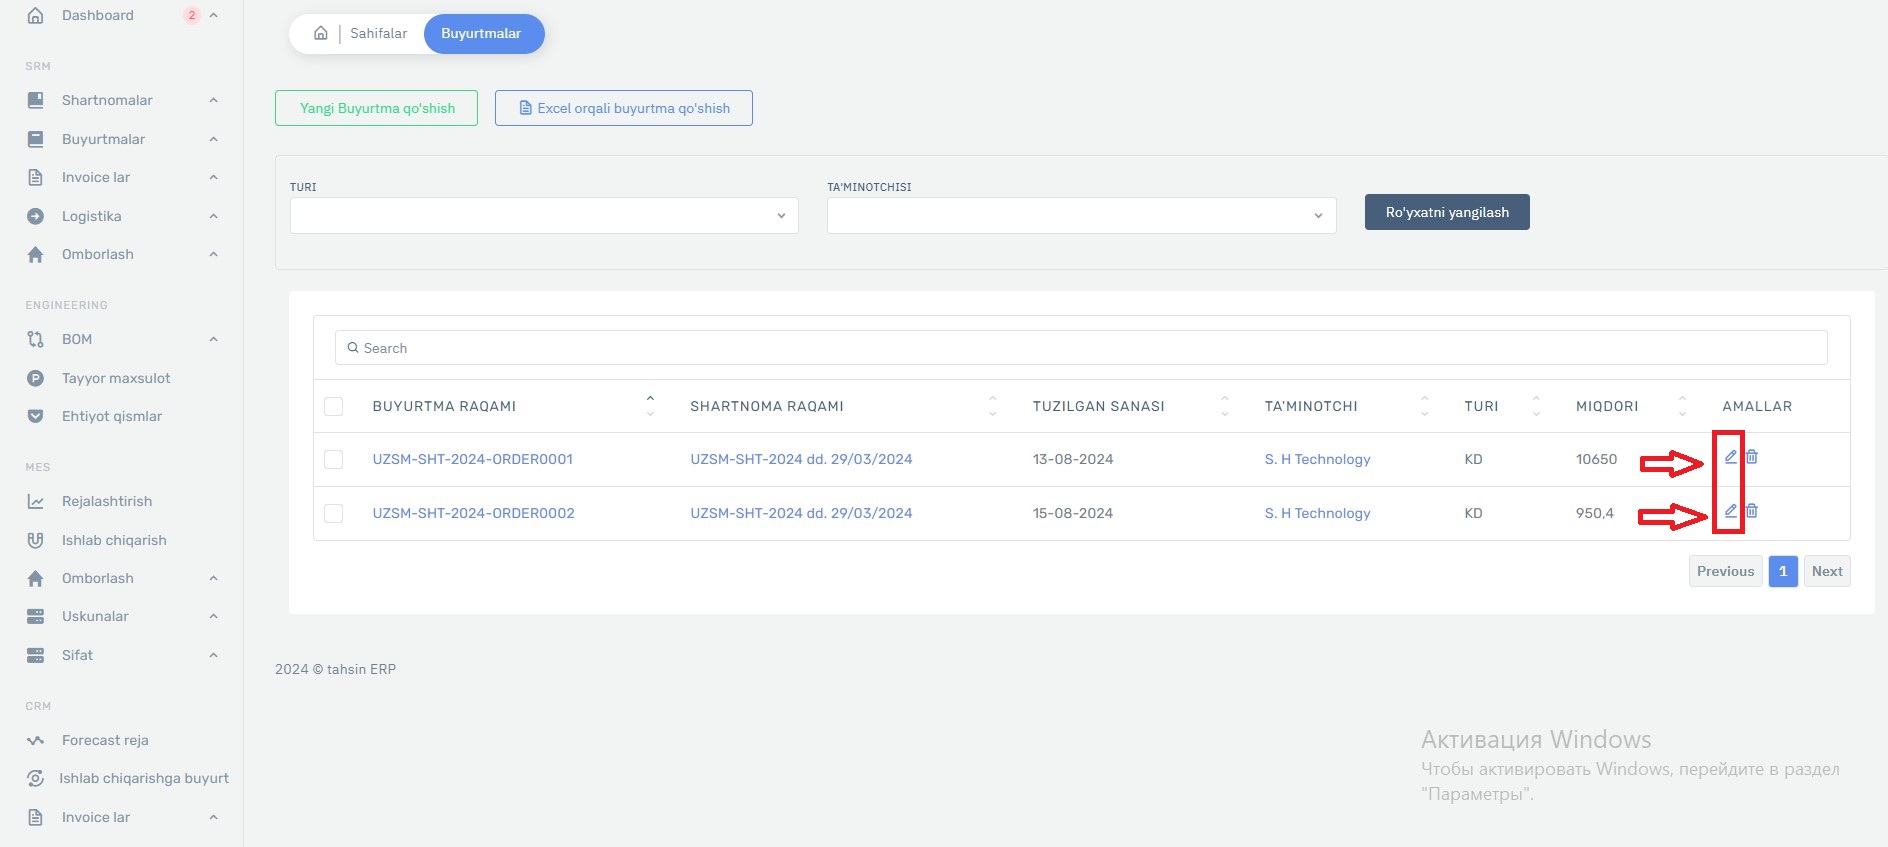 Dashboard 2
SRM
Shartnomalar
Buyurtmalar
Invoice lar
Logistika
Omborlash
ENGINEERING
BOM
Tayyor maxsulot
Ehtiyot qismlar
MES
Rejalashtirish
Ishlab chiqarish
Omborlash
Uskunalar
Sifat
CRM
Forecast reja
Ishlab chiqarishga buyurt
Invoice lar
Sahifalar Buyurtmalar
Yangi Buyurtma qo'shish Excel orqali buyurtma qo'shish
TURI TA'MINOTCHISI
Ro'yxatni yangilash
Search
BUYURTMA RAQAMI SHARTNOMA RAQAMI TUZILGAN SANASI TA'MINOTCHI TURI MIQDORI AMALLAR
UZSM-SHT-2024-ORDER0001 UZSM-SHT-2024 dd. 29/03/2024 13-08-2024 S. H Technology KD 10650
UZSM-SHT-2024-ORDER0002 UZSM-SHT-2024 dd. 29/03/2024 15-08-2024 S. H Technology KD 950,4
Previous 1 Next
2024 © tahsin ERP
Активация Windows
Чтобы активировать Windows, перейдите в раздел
"Параметры".